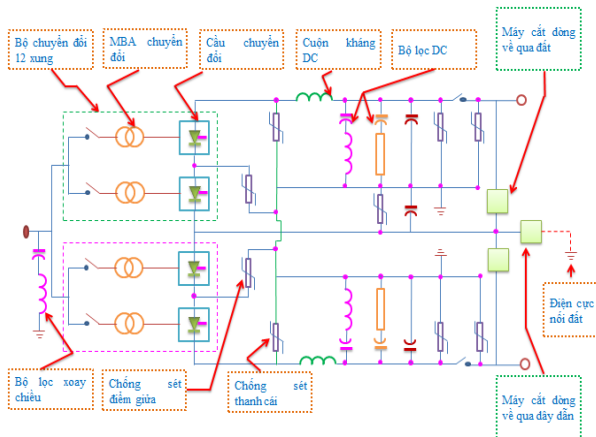 Bộ chuyển đổi
12 xung
MBA chuyển
đổi
Cầu chuyển
đổi
Cuộn kháng
DC
Bộ lọc DC
Máy cắt dòng
về qua đất
Điện cực
nối đất
Bộ lọc xoay
chiều
Chống sét
điểm giữa
Chống sét
thanh cái
Máy cắt dòng
về qua dây dẫn